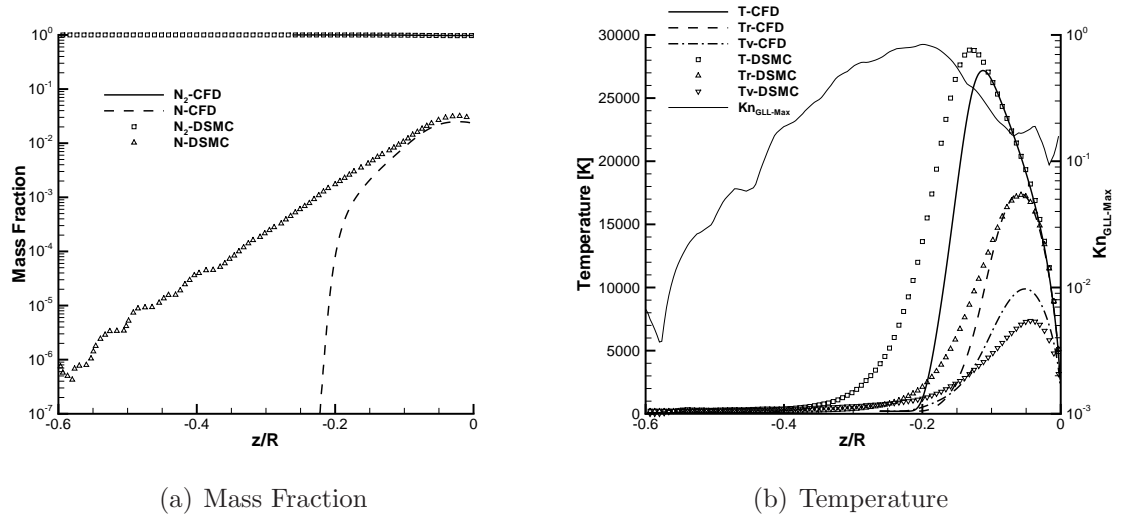 10^0
10^-1
10^-2
10^-3
10^-4
10^-5
10^-6
10^-7
Mass Fraction
N2-CFD
N-CFD
N2-DSMC
N-DSMC
-0.6
-0.4
-0.2
0
z/R
(a) Mass Fraction
T-CFD
Tr-CFD
Tv-CFD
T-DSMC
Tr-DSMC
Tv-DSMC
Kn_GLL-Max
30000
25000
20000
15000
10000
5000
0
Temperature [K]
10^0
10^-1
10^-2
10^-3
Kn_GLL-Max
-0.6
-0.4
-0.2
0
z/R
(b) Temperature